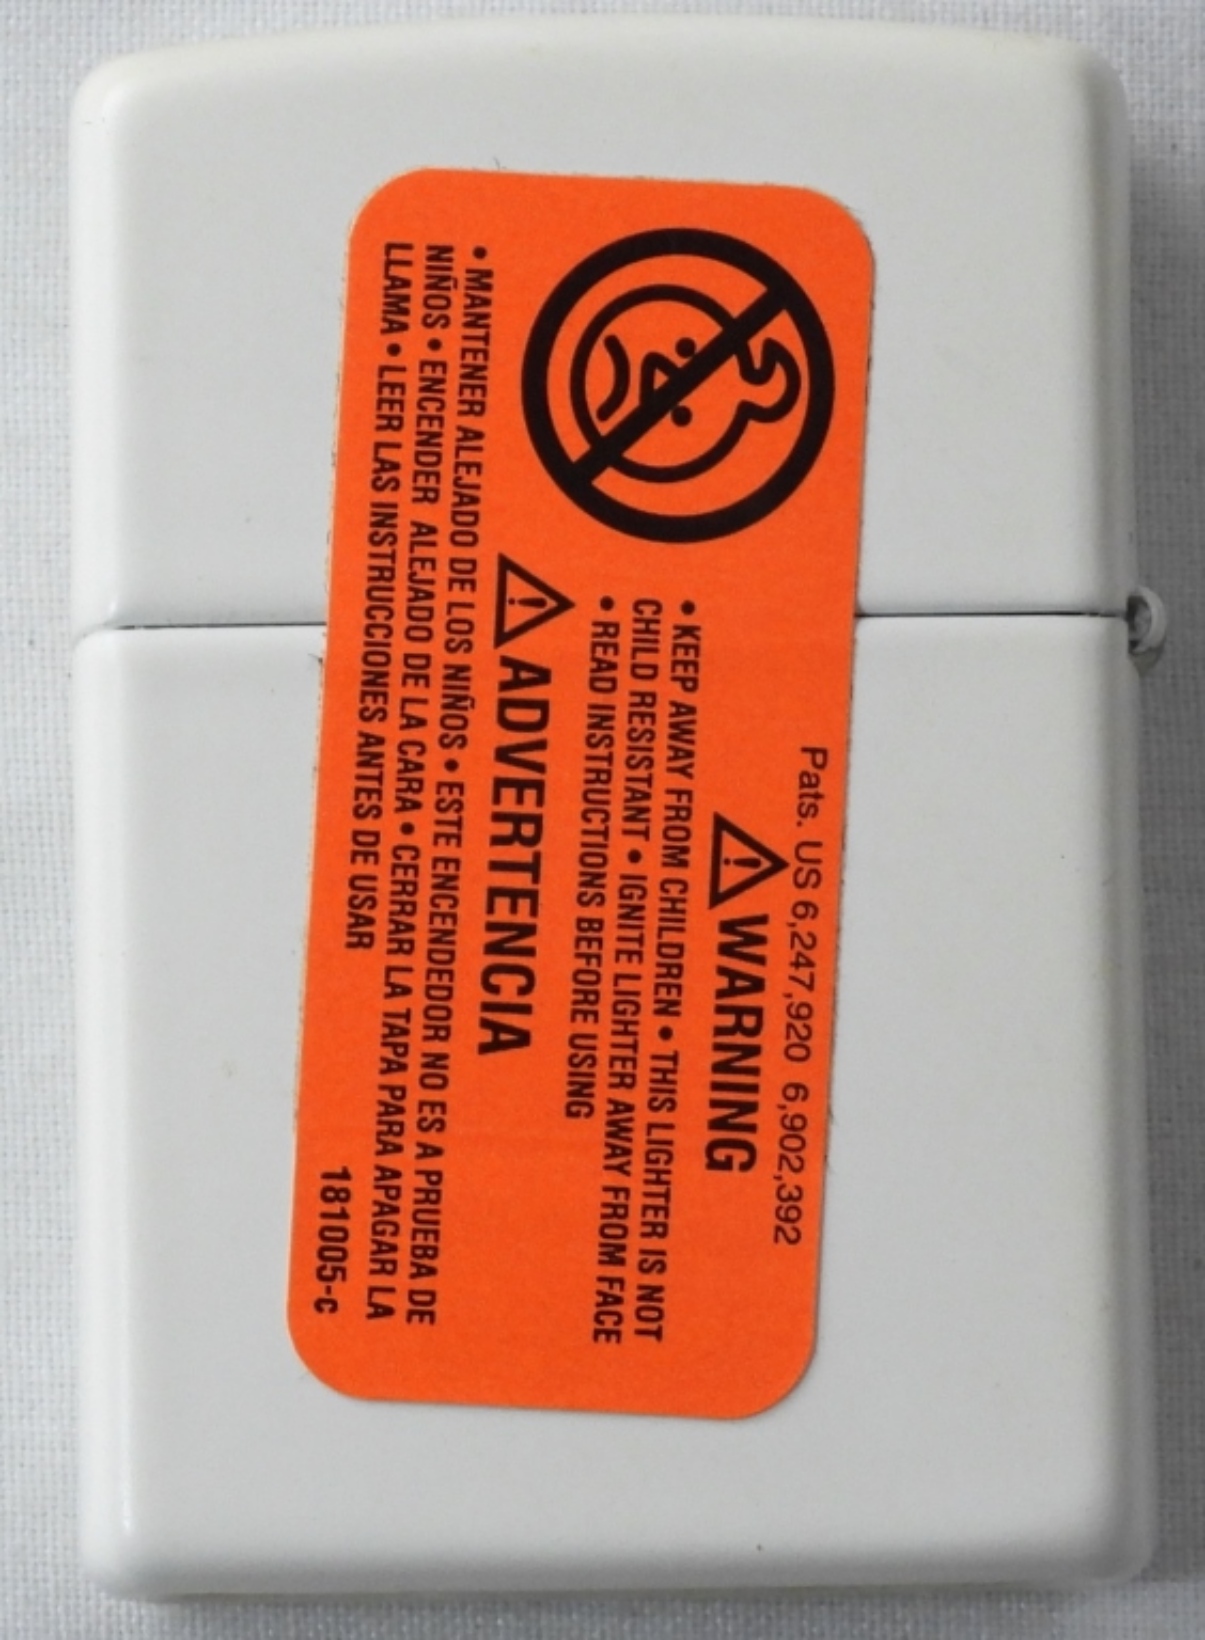 Pats. US 6,247,920 6,902,392
WARNING
• KEEP AWAY FROM CHILDREN • THIS LIGHTER IS NOT
CHILD RESISTANT • IGNITE LIGHTER AWAY FROM FACE
• READ INSTRUCTIONS BEFORE USING
ADVERTENCIA
• MANTENER ALEJADO DE LOS NIÑOS • ESTE ENCENDEDOR NO ES A PRUEBA DE
NIÑOS • ENCENDER ALEJADO DE LA CARA • CERRAR LA TAPA PARA APAGAR LA
LLAMA • LEER LAS INSTRUCCIONES ANTES DE USAR
181005-c